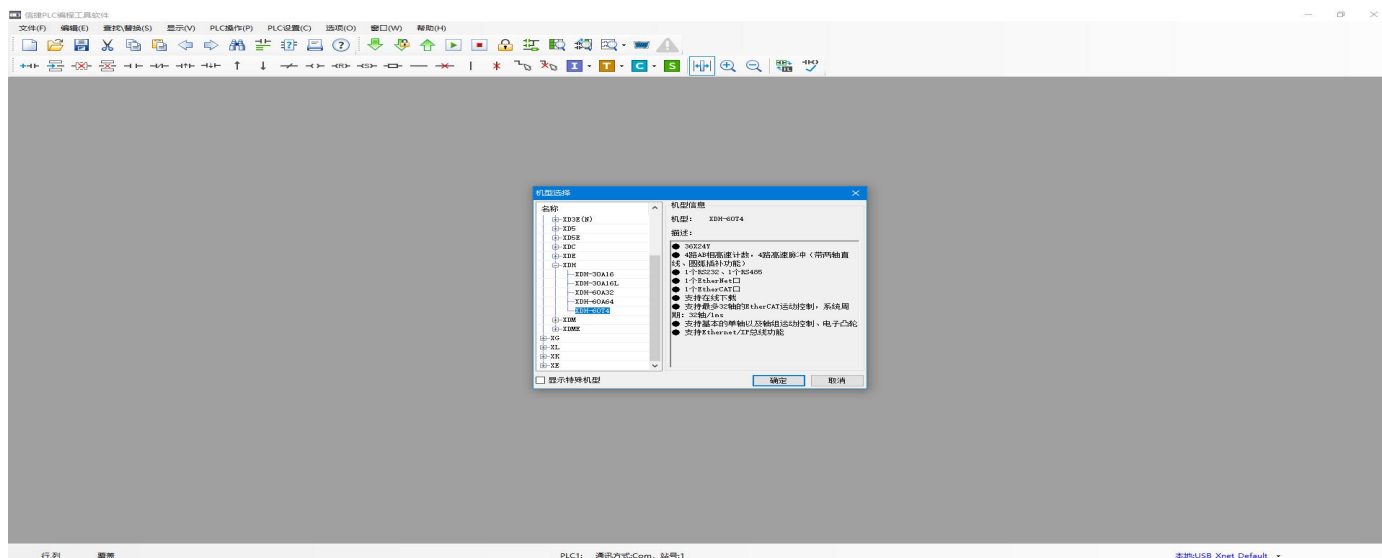 信捷PLC编程工具软件
文件(F) 编辑(E) 查找\替换(S) 显示(V) PLC操作(P) PLC设置(C) 选项(O) 窗口(W) 帮助(H)
I T C S
机型选择
名称
XD3E(N)
XD5
XD5E
XDC
XDE
XDH
XDH-30A16
XDH-30A16L
XDH-60A32
XDH-60A64
XDH-60T4
XDM
XDME
XG
XL
XK
XE
显示特殊机型
机型信息
机型： XDH-60T4
描述：
● 36X24Y
● 4路AB相高速计数，4路高速脉冲（带两轴直
线、圆弧插补功能）
● 1个RS232、1个RS485
● 1个EtherNet口
● 1个EtherCAT口
● 支持在线下载
● 支持最多32轴的EtherCAT运动控制，系统周
期：32轴/1ms
● 支持基本的单轴以及轴组运动控制、电子凸轮
● 支持Ethernet/IP总线功能
确定 取消
行,列 覆盖 PLC1: 通讯方式:Com, 站号:1 本地:USB_Xnet_Default